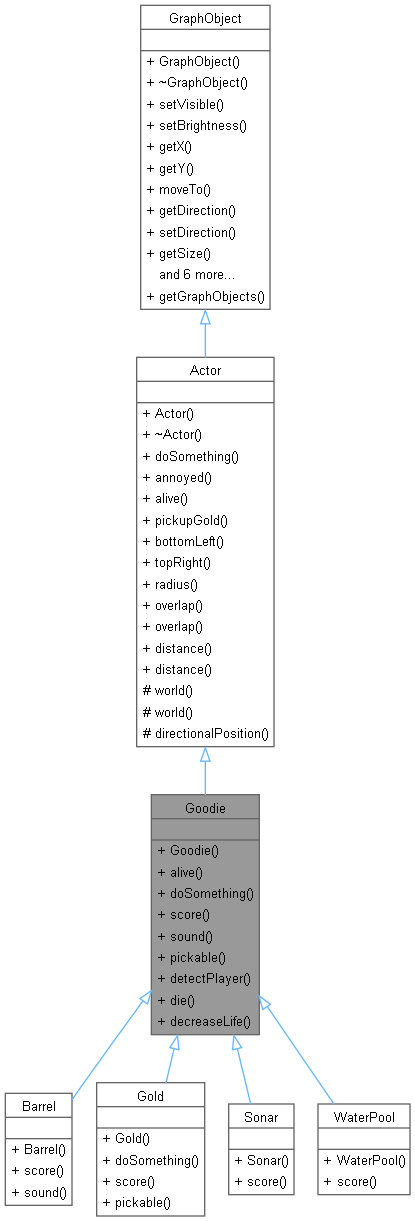 GraphObject
+ GraphObject()
+ ~GraphObject()
+ setVisible()
+ setBrightness()
+ getX()
+ getY()
+ moveTo()
+ getDirection()
+ setDirection()
+ getSize()
and 6 more...
+ getGraphObjects()
Actor
+ Actor()
+ ~Actor()
+ doSomething()
+ annoyed()
+ alive()
+ pickupGold()
+ bottomLeft()
+ topRight()
+ radius()
+ overlap()
+ overlap()
+ distance()
+ distance()
# world()
# world()
# directionalPosition()
Goodie
+ Goodie()
+ alive()
+ doSomething()
+ score()
+ sound()
+ pickable()
+ detectPlayer()
+ die()
+ decreaseLife()
Barrel
+ Barrel()
+ score()
+ sound()
Gold
+ Gold()
+ doSomething()
+ score()
+ pickable()
Sonar
+ Sonar()
+ score()
WaterPool
+ WaterPool()
+ score()